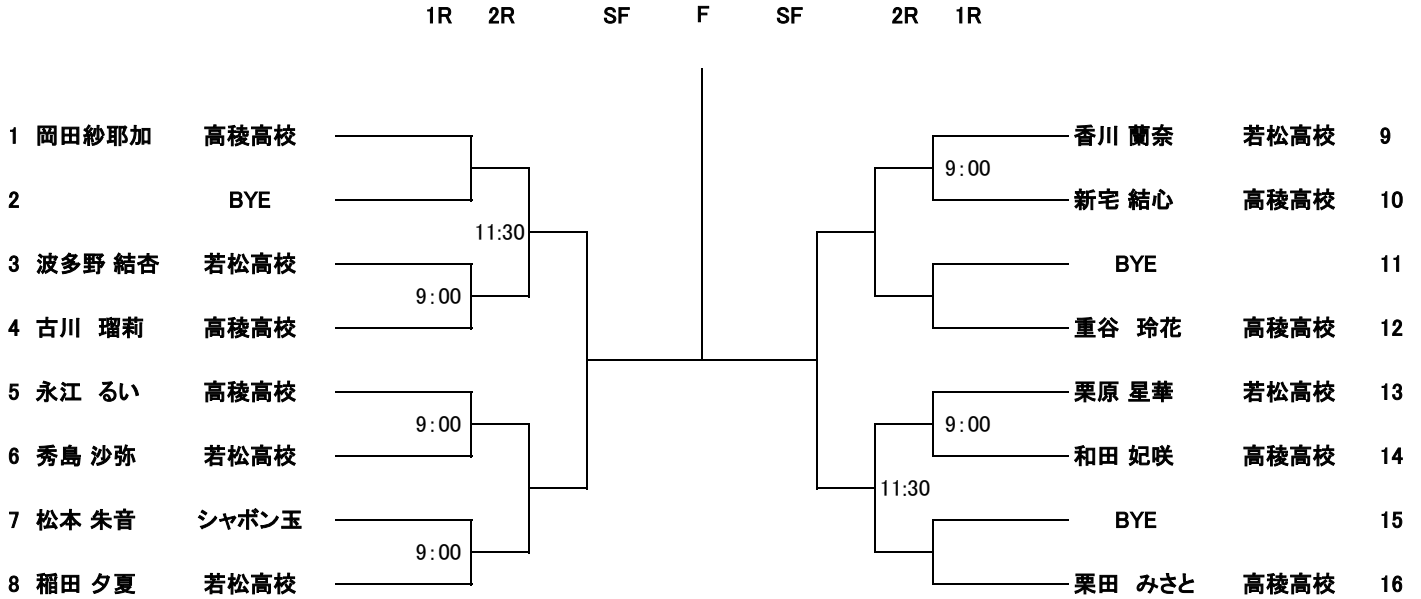 1R 2R SF F SF 2R 1R
1 岡田紗耶加 高稜高校 香川 蘭奈 若松高校 9
9:00
2 BYE 新宅 結心 高稜高校 10
11:30
3 波多野 結杏 若松高校 BYE 11
9:00
4 古川 瑠莉 高稜高校 重谷 玲花 高稜高校 12
5 永江 るい 高稜高校 栗原 星華 若松高校 13
9:00 9:00
6 秀島 沙弥 若松高校 和田 妃咲 高稜高校 14
11:30
7 松本 朱音 シャボン玉 BYE 15
9:00
8 稲田 夕夏 若松高校 栗田 みさと 高稜高校 16